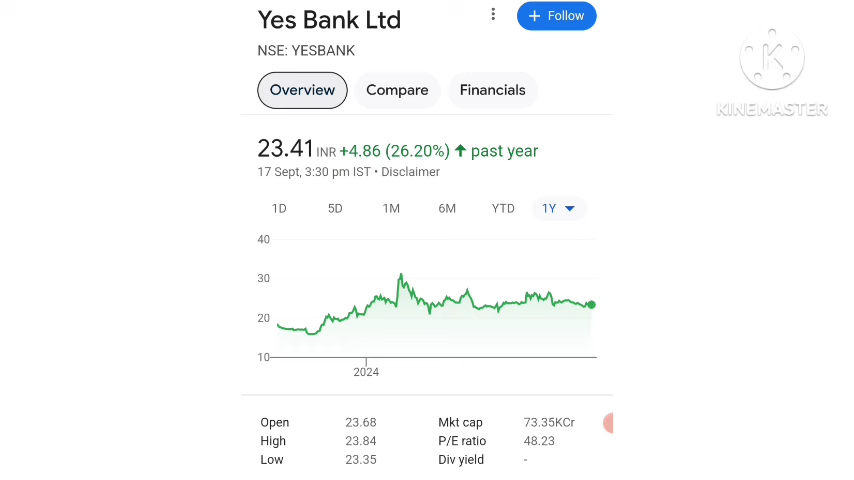 Yes Bank Ltd
+ Follow
NSE: YESBANK
KINEMASTER
Overview Compare Financials
23.41 INR +4.86 (26.20%) ↑ past year
17 Sept, 3:30 pm IST • Disclaimer
1D 5D 1M 6M YTD 1Y
40
30
20
10
2024
Open 23.68 Mkt cap 73.35KCr
High 23.84 P/E ratio 48.23
Low 23.35 Div yield -